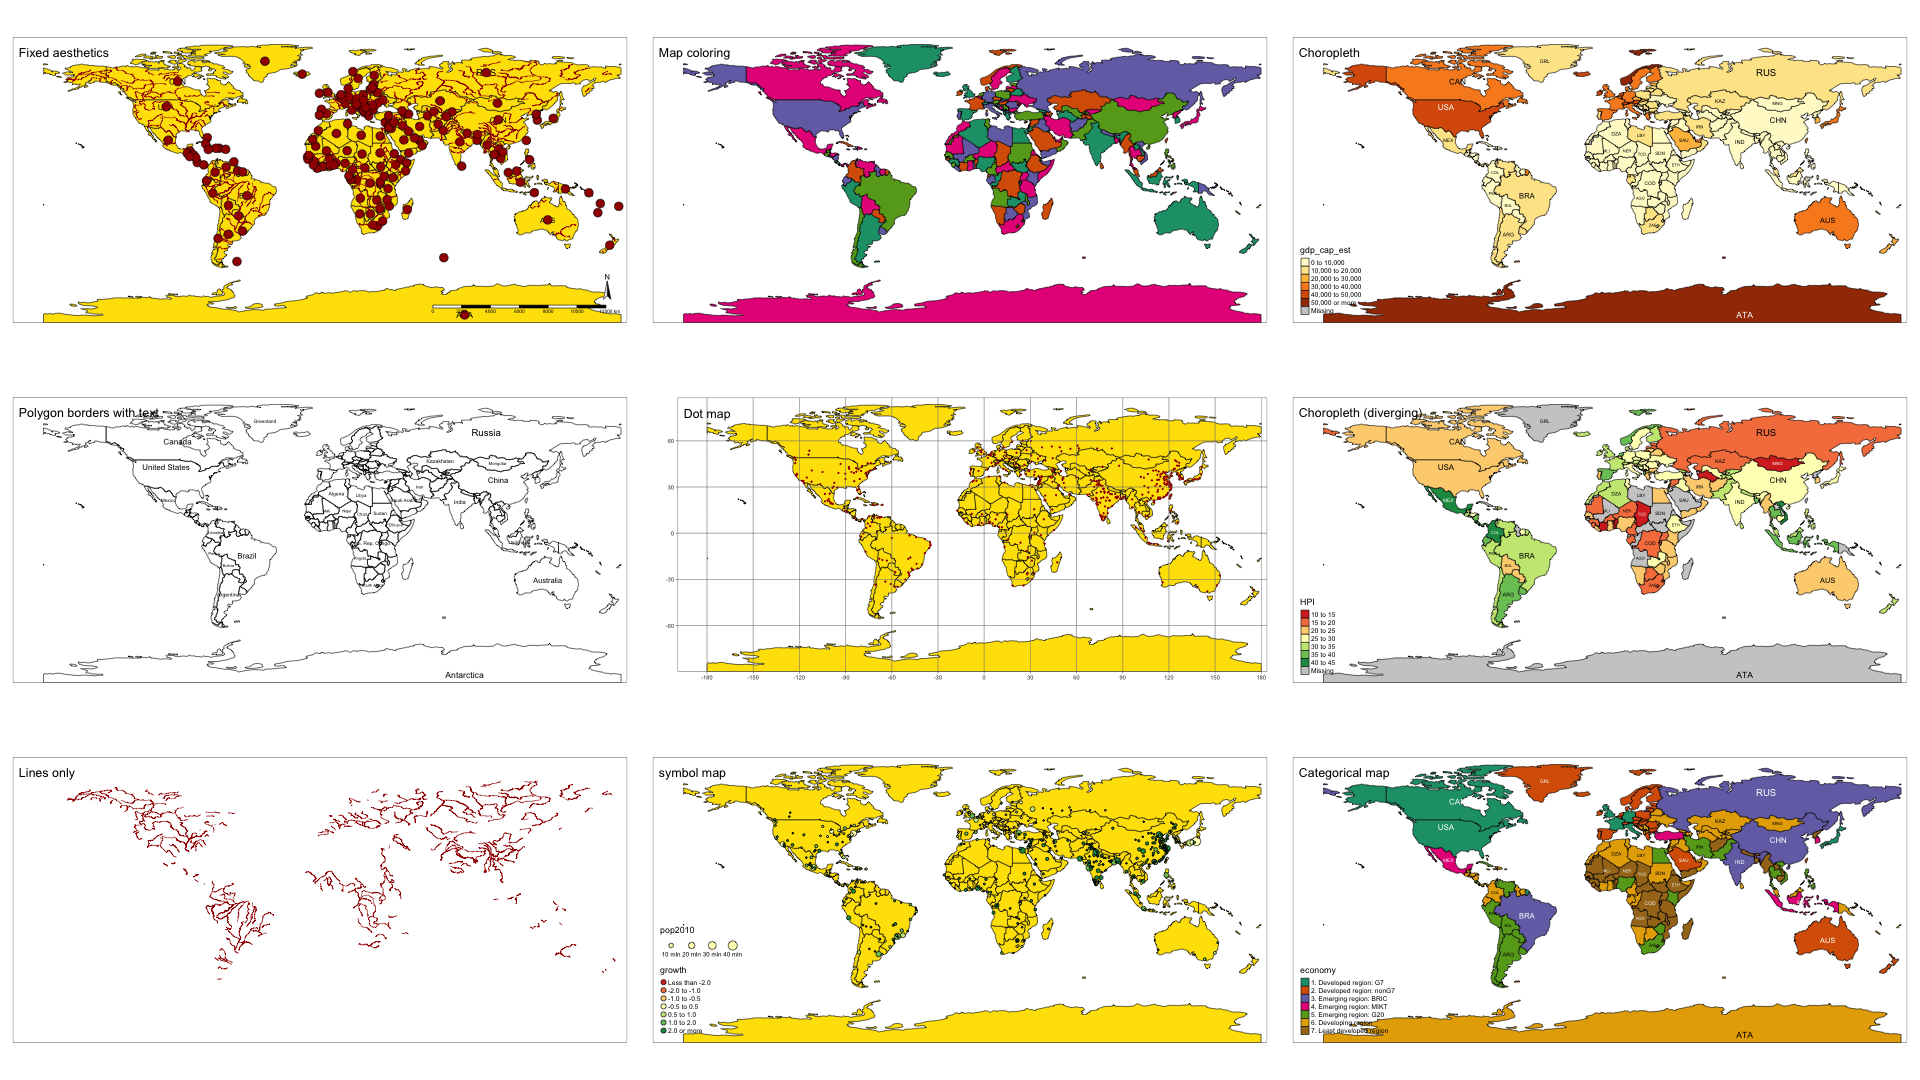 Fixed aesthetics
N
0 4000 6000 8000 10000 12000 km
Map coloring
Choropleth
GRL
CAN
RUS
USA
KAZ
MNG
CHN
MEX
DZA
LBY
IRN
SAU
IND
NER
TCD
SDN
ETH
COL
COD
BRA
AGO
BOL
AUS
ARG
gdp_cap_est
0 to 10,000
10,000 to 20,000
20,000 to 30,000
30,000 to 40,000
40,000 to 50,000
50,000 or more
Missing
ATA
Polygon borders with text
Greenland
Canada
Russia
United States
Kazakhstan
Mongolia
China
Mexico
Algeria
Libya
Iran
Saudi Arabia
India
Niger
Chad
Sudan
Brazil
Bolivia
Australia
Argentina
Antarctica
Dot map
60
30
0
-30
-60
-180 -150 -120 -90 -60 -30 0 30 60 90 120 150 180
Choropleth (diverging)
GRL
CAN
RUS
USA
KAZ
MNG
CHN
MEX
DZA
LBY
IRN
SAU
IND
NER
TCD
SDN
ETH
COD
BRA
AGO
BOL
AUS
ARG
HPI
10 to 15
15 to 20
20 to 25
25 to 30
30 to 35
35 to 40
40 to 45
Missing
ATA
Lines only
symbol map
pop2010
10 mln 20 mln 30 mln 40 mln
growth
Less than -2.0
-2.0 to -1.0
-1.0 to -0.5
-0.5 to 0.5
0.5 to 1.0
1.0 to 2.0
2.0 or more
Categorical map
GRL
CAN
RUS
USA
KAZ
MNG
CHN
MEX
DZA
LBY
IRN
SAU
IND
NER
TCD
SDN
ETH
COL
COD
BRA
AGO
BOL
AUS
ARG
economy
1. Developed region: G7
2. Developed region: nonG7
3. Emerging region: BRIC
4. Emerging region: MIKT
5. Emerging region: G20
6. Developing region
7. Least developed region
ATA